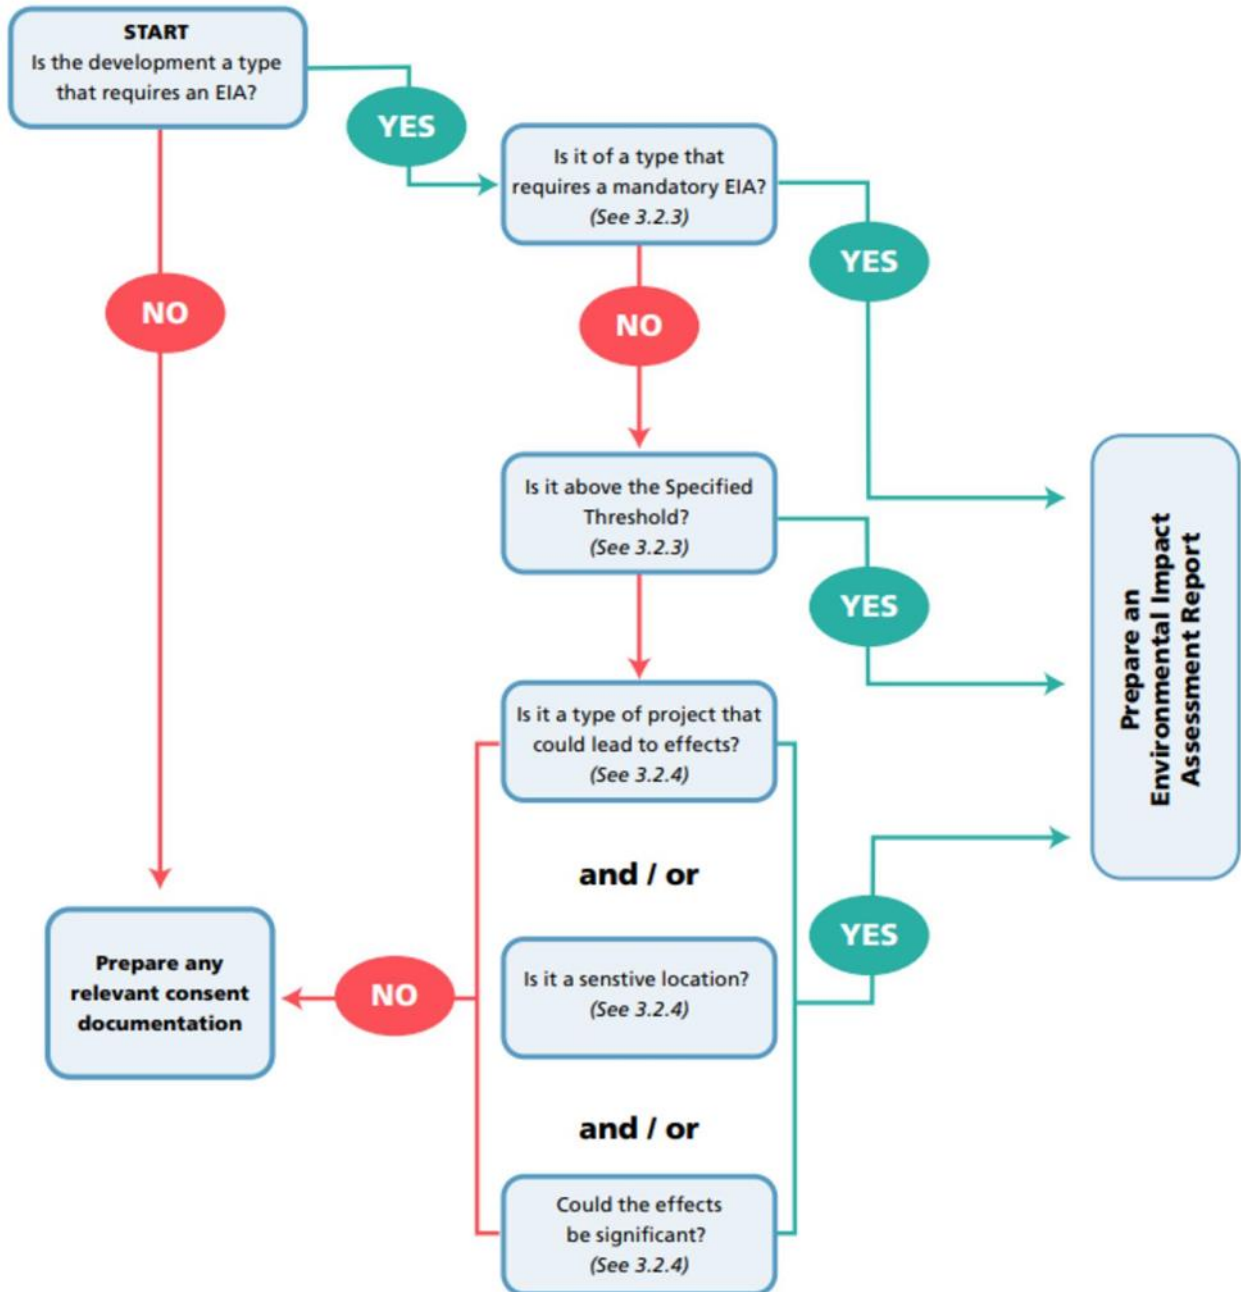 START
Is the development a type
that requires an EIA?
YES
Is it of a type that
requires a mandatory EIA?
(See 3.2.3)
YES
NO
NO
Is it above the Specified
Threshold?
(See 3.2.3)
YES
Prepare an
Environmental Impact
Assessment Report
Is it a type of project that
could lead to effects?
(See 3.2.4)
and / or
YES
Prepare any
relevant consent
documentation
NO
Is it a senstive location?
(See 3.2.4)
and / or
Could the effects
be significant?
(See 3.2.4)